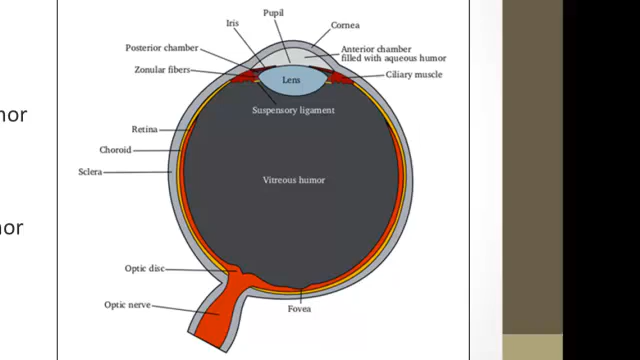 Pupil
Iris
Cornea
Posterior chamber
Anterior chamber
filled with aqueous humor
Zonular fibers
Ciliary muscle
Lens
Suspensory ligament
Retina
Choroid
Sclera
Vitreous humor
Optic disc
Optic nerve
Fovea